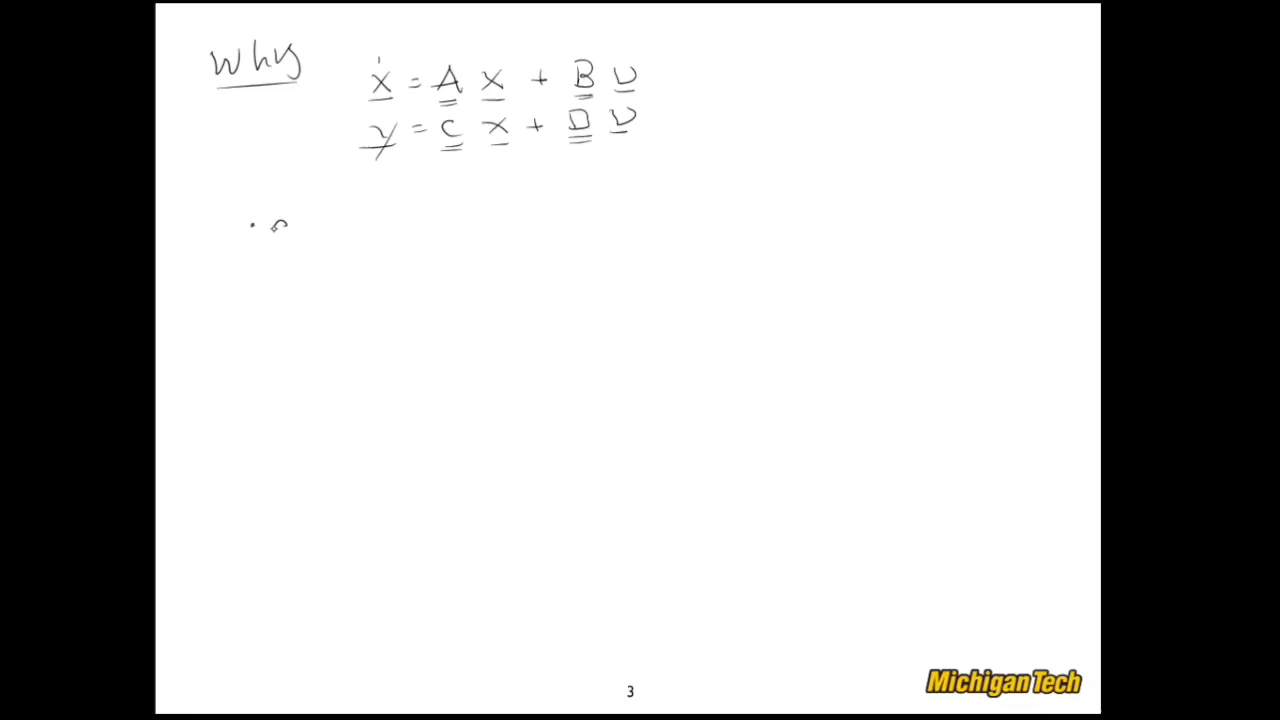 Why
ẋ = A x + B u
y = C x + D u
3
Michigan Tech